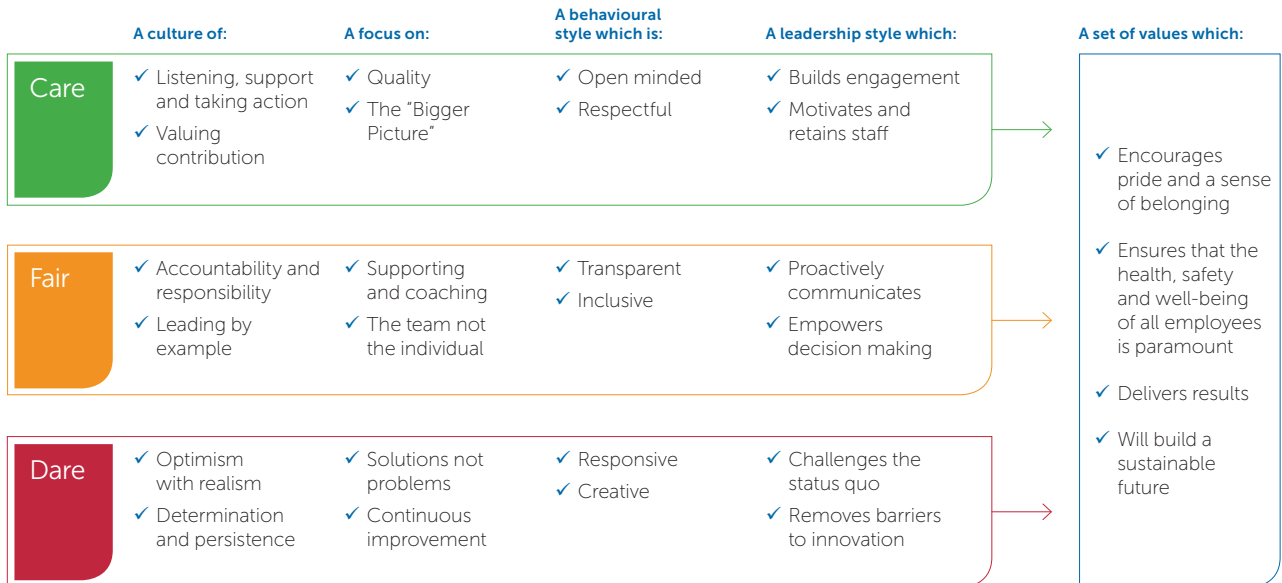 A culture of:
A focus on:
A behavioural
style which is:
A leadership style which:
A set of values which:
Care
✓ Listening, support
and taking action
✓ Valuing
contribution
✓ Quality
✓ The “Bigger
Picture”
✓ Open minded
✓ Respectful
✓ Builds engagement
✓ Motivates and
retains staff
Fair
✓ Accountability and
responsibility
✓ Leading by
example
✓ Supporting
and coaching
✓ The team not
the individual
✓ Transparent
✓ Inclusive
✓ Proactively
communicates
✓ Empowers
decision making
Dare
✓ Optimism
with realism
✓ Determination
and persistence
✓ Solutions not
problems
✓ Continuous
improvement
✓ Responsive
✓ Creative
✓ Challenges the
status quo
✓ Removes barriers
to innovation
✓ Encourages
pride and a sense
of belonging
✓ Ensures that the
health, safety
and well-being
of all employees
is paramount
✓ Delivers results
✓ Will build a
sustainable
future